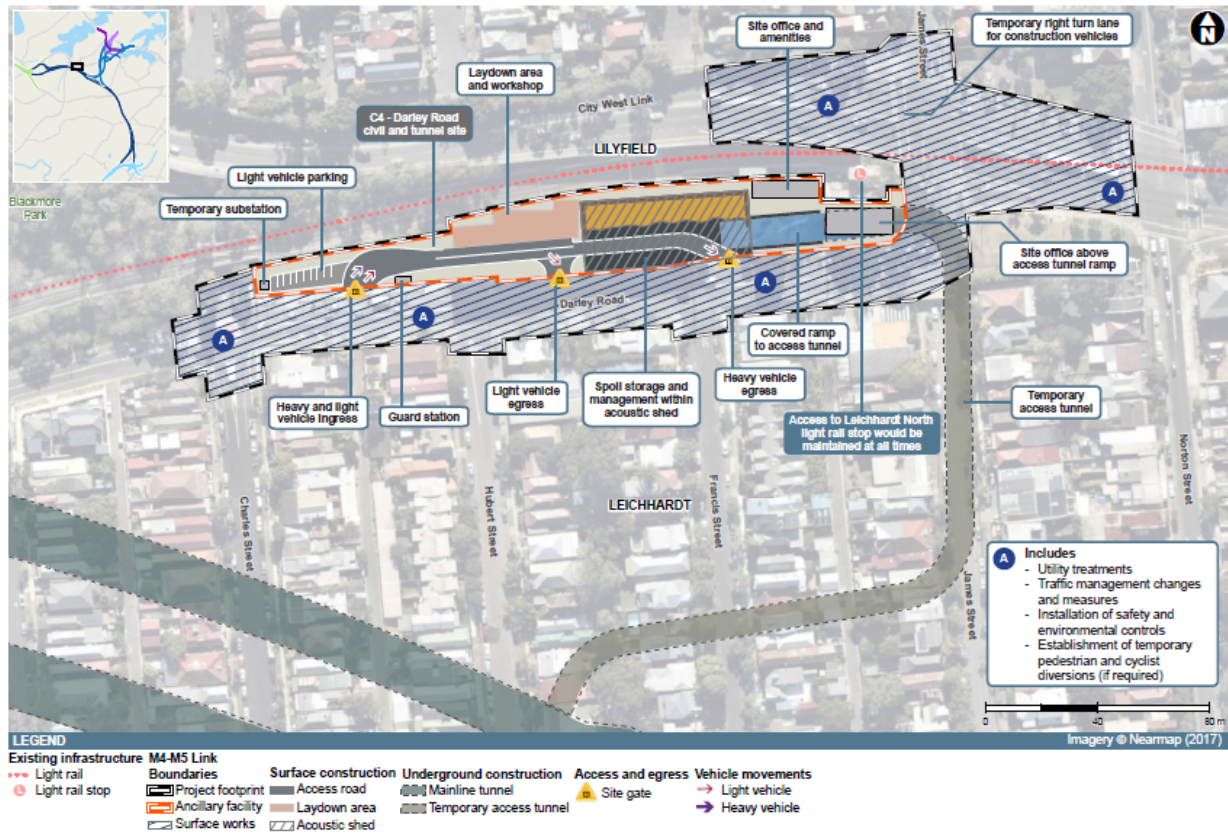 N
James Street
Site office and
amenities
Temporary right turn lane
for construction vehicles
Laydown area
and workshop
City West Link
A
C4 - Darley Road
civil and tunnel site
LILYFIELD
Light vehicle parking
L
A
Blackmore
Park
Temporary substation
Site office above
access tunnel ramp
Darley Road
A
A
A
Covered ramp
to access tunnel
Heavy and light
vehicle ingress
Guard station
Light vehicle
egress
Spoil storage and
management within
acoustic shed
Heavy vehicle
egress
Access to Leichhardt North
light rail stop would be
maintained at all times
Temporary
access tunnel
Norton Street
Charles Street
Hubert Street
LEICHHARDT
Francis Street
James Street
A Includes
- Utility treatments
- Traffic management changes
and measures
- Installation of safety and
environmental controls
- Establishment of temporary
pedestrian and cyclist
diversions (if required)
0 40 80 m
LEGEND
Imagery © Nearmap (2017)
Existing infrastructure
Light rail
L Light rail stop
M4-M5 Link
Boundaries
Project footprint
Ancillary facility
Surface works
Surface construction
Access road
Laydown area
Acoustic shed
Underground construction
Mainline tunnel
Temporary access tunnel
Access and egress
Site gate
Vehicle movements
Light vehicle
Heavy vehicle